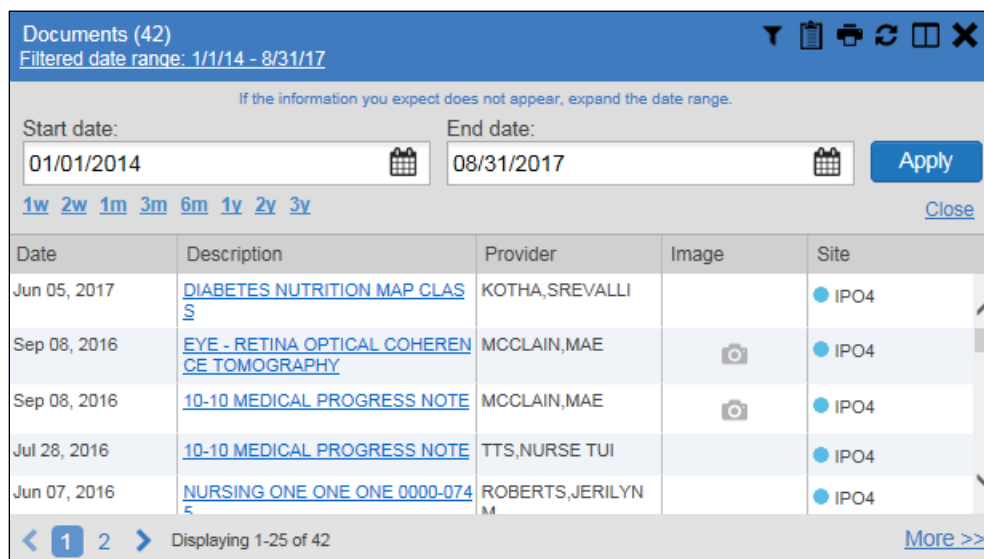 Documents (42)
Filtered date range: 1/1/14 - 8/31/17
If the information you expect does not appear, expand the date range.
Start date: End date:
01/01/2014 08/31/2017 Apply
1w 2w 1m 3m 6m 1y 2y 3y Close
Date Description Provider Image Site
Jun 05, 2017 DIABETES NUTRITION MAP CLAS KOTHA,SREVALLI IPO4
S
Sep 08, 2016 EYE - RETINA OPTICAL COHEREN MCCLAIN,MAE IPO4
CE TOMOGRAPHY
Sep 08, 2016 10-10 MEDICAL PROGRESS NOTE MCCLAIN,MAE IPO4
Jul 28, 2016 10-10 MEDICAL PROGRESS NOTE TTS,NURSE TUI IPO4
Jun 07, 2016 NURSING ONE ONE ONE 0000-074 ROBERTS,JERILYN IPO4
5 M
1 2 Displaying 1-25 of 42 More >>